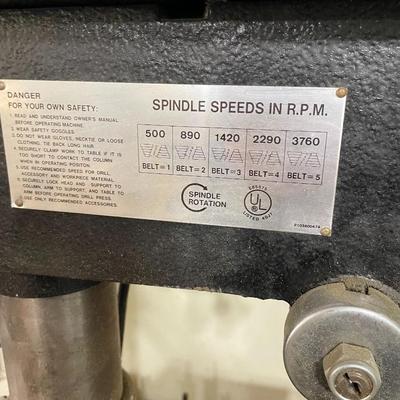 DANGER
FOR YOUR OWN SAFETY:
1. READ AND UNDERSTAND OWNER'S MANUAL
BEFORE OPERATING MACHINE.
2. WEAR SAFETY GOGGLES.
3. DO NOT WEAR GLOVES, NECKTIE OR LOOSE
CLOTHING, TIE BACK LONG HAIR
4. SECURELY CLAMP WORK TO TABLE IF IT IS
TOO SHORT TO CONTACT THE COLUMN
WHEN IN OPERATING POSITON.
5. USE RECOMMENDED SPEED FOR DRILL,
ACCESSORY AND WORKPIECE MATERIAL
6. SECURELY LOCK HEAD AND SUPPORT TO
COLUMN, ARM TO SUPPORT, AND TABLE TO
ARM BEFORE OPERATING DRILL PRESS.
7. USE ONLY RECOMMENDED ACCESSORIES.
SPINDLE SPEEDS IN R.P.M.
500 890 1420 2290 3760
BELT=1 BELT=2 BELT=3 BELT=4 BELT=5
SPINDLE
ROTATION
UL
LISTED